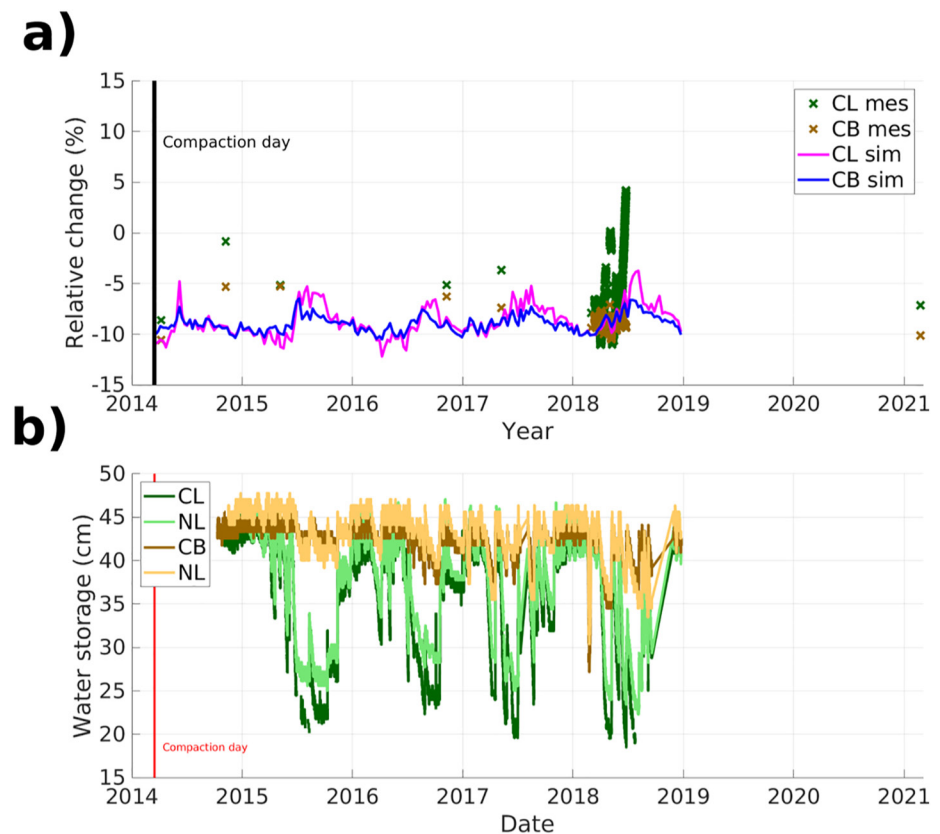 a)
Relative change (%)
15
10
5
0
-5
-10
-15
Compaction day
CL mes
CB mes
CL sim
CB sim
2014 2015 2016 2017 2018 2019 2020 2021
Year
b)
Water storage (cm)
50
45
40
35
30
25
20
15
CL
NL
CB
NL
Compaction day
2014 2015 2016 2017 2018 2019 2020 2021
Date